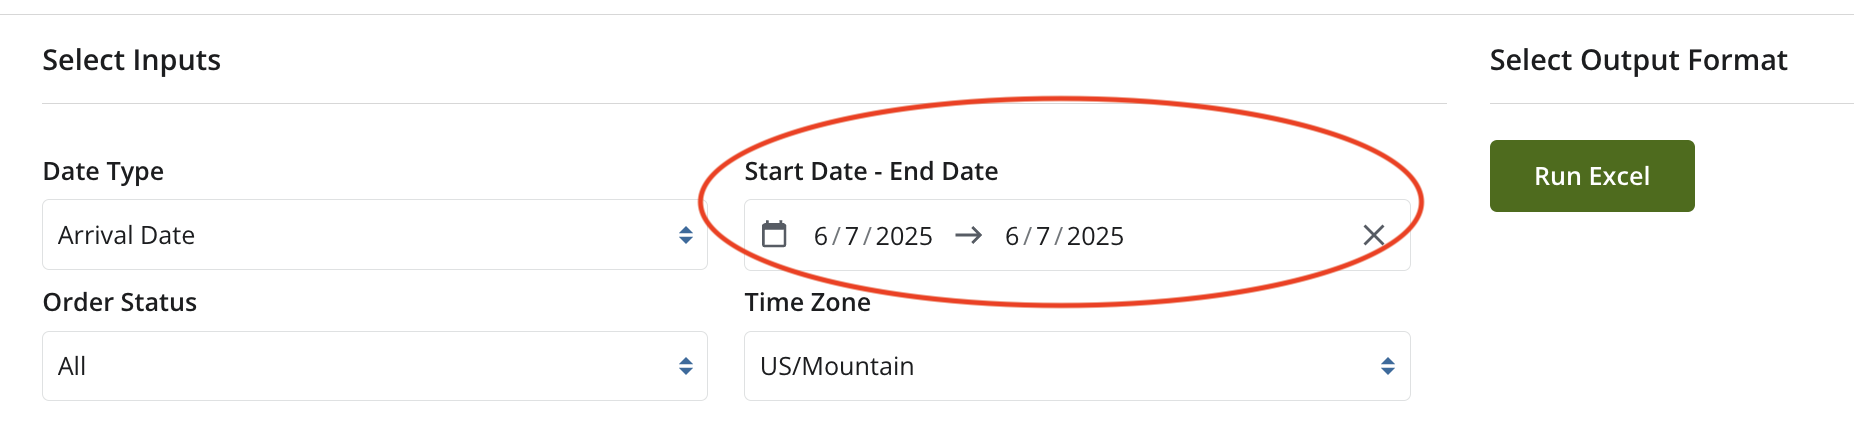 Select Inputs
Select Output Format
Date Type
Start Date - End Date
Run Excel
Arrival Date
6/7/2025 → 6/7/2025
Order Status
Time Zone
All
US/Mountain